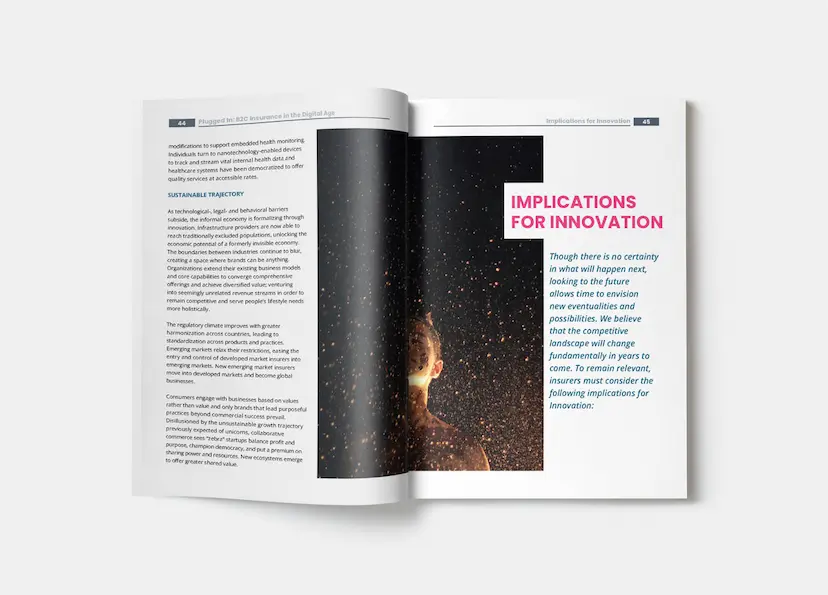 44 Plugged In: B2C Insurance in the Digital Age
modifications to support embedded health monitoring.
Individuals turn to nanotechnology-enabled devices
to track and stream vital internal health data and
healthcare systems have been democratized to offer
quality services at accessible rates.
SUSTAINABLE TRAJECTORY
As technological-, legal- and behavioral barriers
subside, the informal economy is formalizing through
innovation. Infrastructure providers are now able to
reach traditionally excluded populations, unlocking the
economic potential of a formerly invisible economy.
The boundaries between industries continue to blur,
creating a space where brands can be anything.
Organizations extend their existing business models
and core capabilities to converge comprehensive
offerings and achieve diversified value; venturing
into seemingly unrelated revenue streams in order to
remain competitive and serve people's lifestyle needs
more holistically.
The regulatory climate improves with greater
harmonization across countries, leading to
standardization across products and practices.
Emerging markets relax their restrictions, easing the
entry and control of developed market insurers into
emerging markets. New emerging market insurers
move into developed markets and become global
businesses.
Consumers engage with businesses based on values
rather than value and only brands that lead purposeful
practices beyond commercial success prevail.
Disillusioned by the unsustainable growth trajectory
previously expected of unicorns, collaborative
commerce sees "zebra" startups balance profit and
purpose, champion democracy, and put a premium on
sharing power and resources. New ecosystems emerge
to offer greater shared value.
Implications for Innovation 45
IMPLICATIONS
FOR INNOVATION
Though there is no certainty
in what will happen next,
looking to the future
allows time to envision
new eventualities and
possibilities. We believe
that the competitive
landscape will change
fundamentally in years to
come. To remain relevant,
insurers must consider the
following implications for
Innovation: